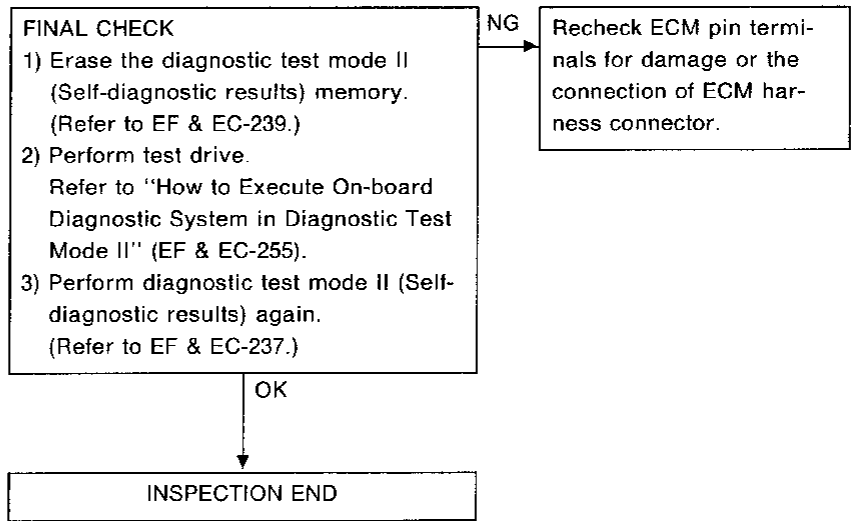 FINAL CHECK
1) Erase the diagnostic test mode II
(Self-diagnostic results) memory.
(Refer to EF & EC-239.)
2) Perform test drive.
Refer to "How to Execute On-board
Diagnostic System in Diagnostic Test
Mode II" (EF & EC-255).
3) Perform diagnostic test mode II (Self-
diagnostic results) again.
(Refer to EF & EC-237.)
NG
Recheck ECM pin termi-
nals for damage or the
connection of ECM har-
ness connector.
OK
INSPECTION END